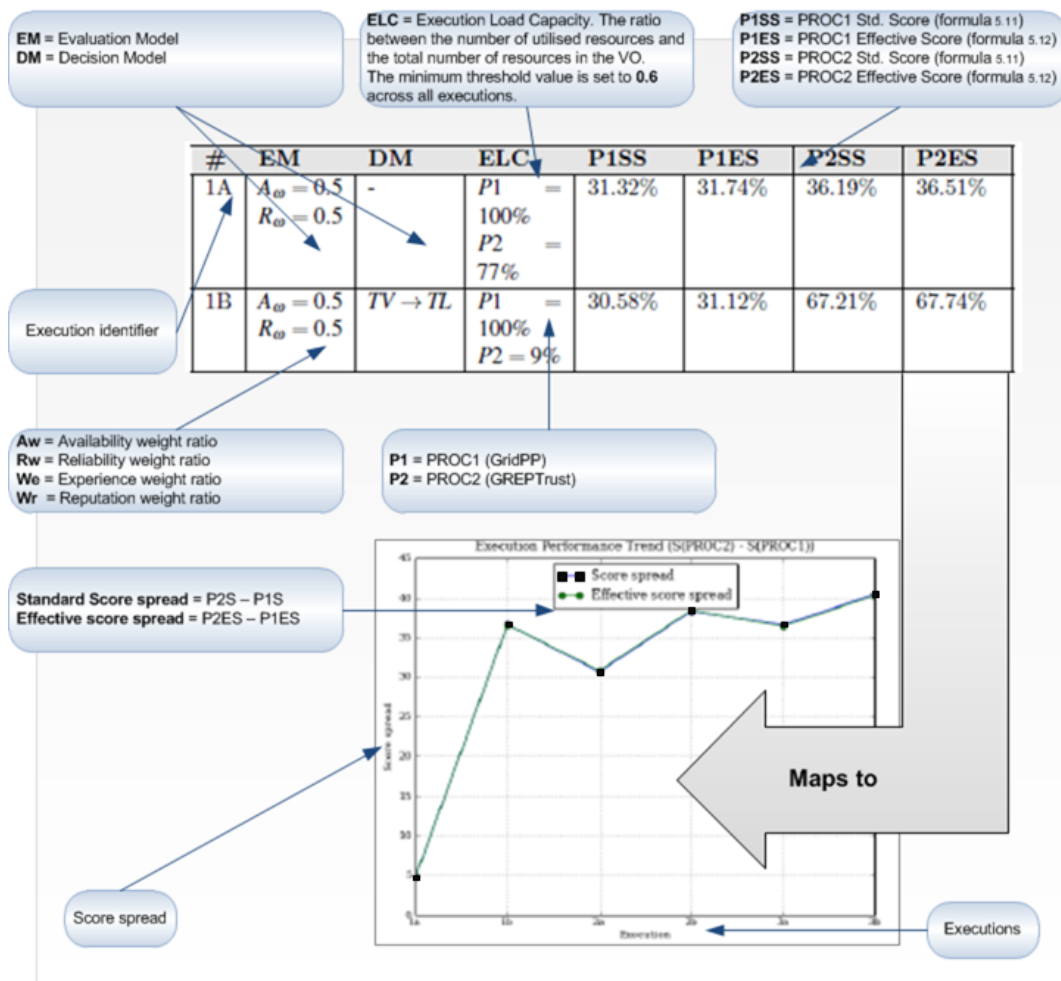 EM = Evaluation Model
DM = Decision Model
ELC = Execution Load Capacity. The ratio
between the number of utilised resources and
the total number of resources in the VO.
The minimum threshold value is set to 0.6
across all executions.
P1SS = PROC1 Std. Score (formula 5.11)
P1ES = PROC1 Effective Score (formula 5.12)
P2SS = PROC2 Std. Score (formula 5.11)
P2ES = PROC2 Effective Score (formula 5.12)
# EM DM ELC P1SS P1ES P2SS P2ES
1A Aω = 0.5 - P1 = 31.32% 31.74% 36.19% 36.51%
Rω = 0.5 100%
P2 =
77%
1B Aω = 0.5 TV → TL P1 = 30.58% 31.12% 67.21% 67.74%
Rω = 0.5 100%
P2 = 9%
Execution identifier
Aw = Availability weight ratio
Rw = Reliability weight ratio
We = Experience weight ratio
Wr = Reputation weight ratio
P1 = PROC1 (GridPP)
P2 = PROC2 (GREPTrust)
Execution Performance Trend (S(PROC2) - S(PROC1))
Score spread
Effective score spread
Standard Score spread = P2S – P1S
Effective score spread = P2ES – P1ES
45
40
35
30
25
20
15
10
5
0
Score spread
1a 1b 2a 2b 3a 3b
Execution
Maps to
Score spread
Executions